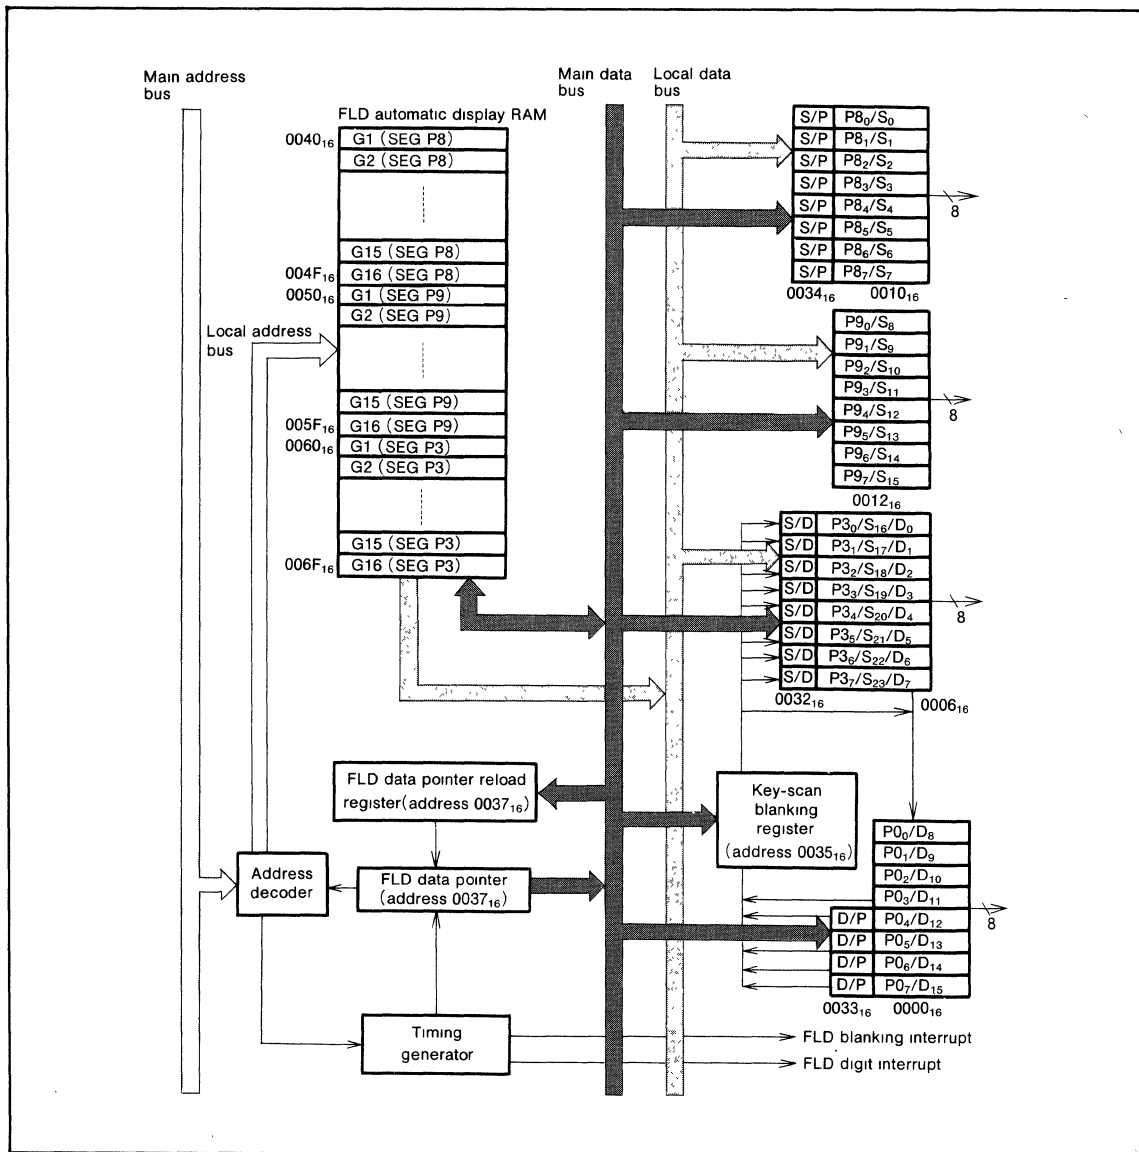 Main address
bus
FLD automatic display RAM
0040₁₆
G1 (SEG P8)
G2 (SEG P8)
G15 (SEG P8)
004F₁₆
G16 (SEG P8)
0050₁₆
G1 (SEG P9)
G2 (SEG P9)
G15 (SEG P9)
005F₁₆
G16 (SEG P9)
0060₁₆
G1 (SEG P3)
G2 (SEG P3)
G15 (SEG P3)
006F₁₆
G16 (SEG P3)
Local address
bus
Main data
bus
Local data
bus
S/P P8₀/S₀
S/P P8₁/S₁
S/P P8₂/S₂
S/P P8₃/S₃
S/P P8₄/S₄
S/P P8₅/S₅
S/P P8₆/S₆
S/P P8₇/S₇
8
0034₁₆ 0010₁₆
P9₀/S₈
P9₁/S₉
P9₂/S₁₀
P9₃/S₁₁
P9₄/S₁₂
P9₅/S₁₃
P9₆/S₁₄
P9₇/S₁₅
8
0012₁₆
S/D P3₀/S₁₆/D₀
S/D P3₁/S₁₇/D₁
S/D P3₂/S₁₈/D₂
S/D P3₃/S₁₉/D₃
S/D P3₄/S₂₀/D₄
S/D P3₅/S₂₁/D₅
S/D P3₆/S₂₂/D₆
S/D P3₇/S₂₃/D₇
8
0032₁₆ 0006₁₆
FLD data pointer reload
register(address 0037₁₆)
Key-scan
blanking
register
(address 0035₁₆)
Address
decoder
FLD data pointer
(address 0037₁₆)
P0₀/D₈
P0₁/D₉
P0₂/D₁₀
P0₃/D₁₁
D/P P0₄/D₁₂
D/P P0₅/D₁₃
D/P P0₆/D₁₄
D/P P0₇/D₁₅
8
0033₁₆ 0000₁₆
Timing
generator
FLD blanking interrupt
FLD digit interrupt